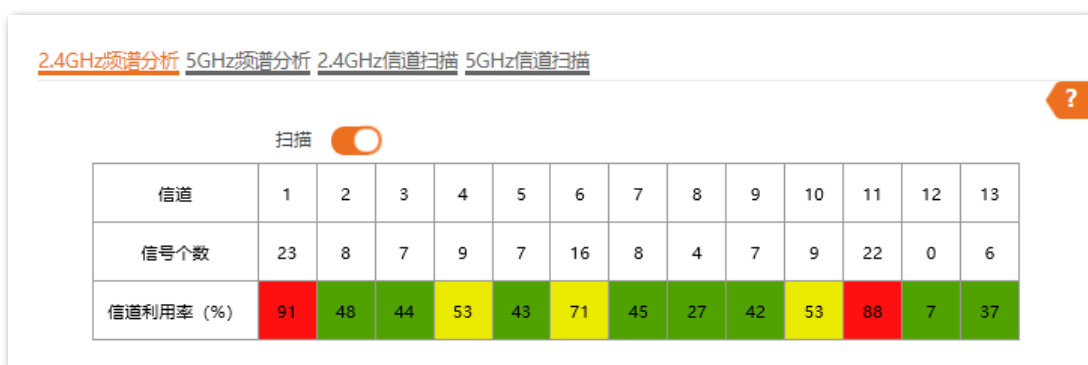 2.4GHz频谱分析 5GHz频谱分析 2.4GHz信道扫描 5GHz信道扫描
?
扫描
信道 1 2 3 4 5 6 7 8 9 10 11 12 13
信号个数 23 8 7 9 7 16 8 4 7 9 22 0 6
信道利用率（%） 91 48 44 53 43 71 45 27 42 53 88 7 37